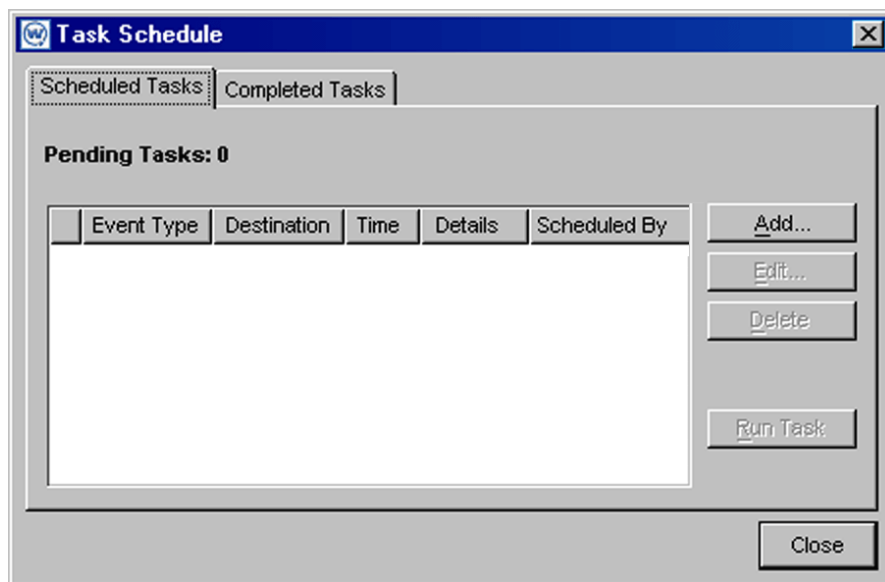 Task Schedule
Scheduled Tasks Completed Tasks
Pending Tasks: 0
Event Type Destination Time Details Scheduled By
Add...
Edit...
Delete
Run Task
Close